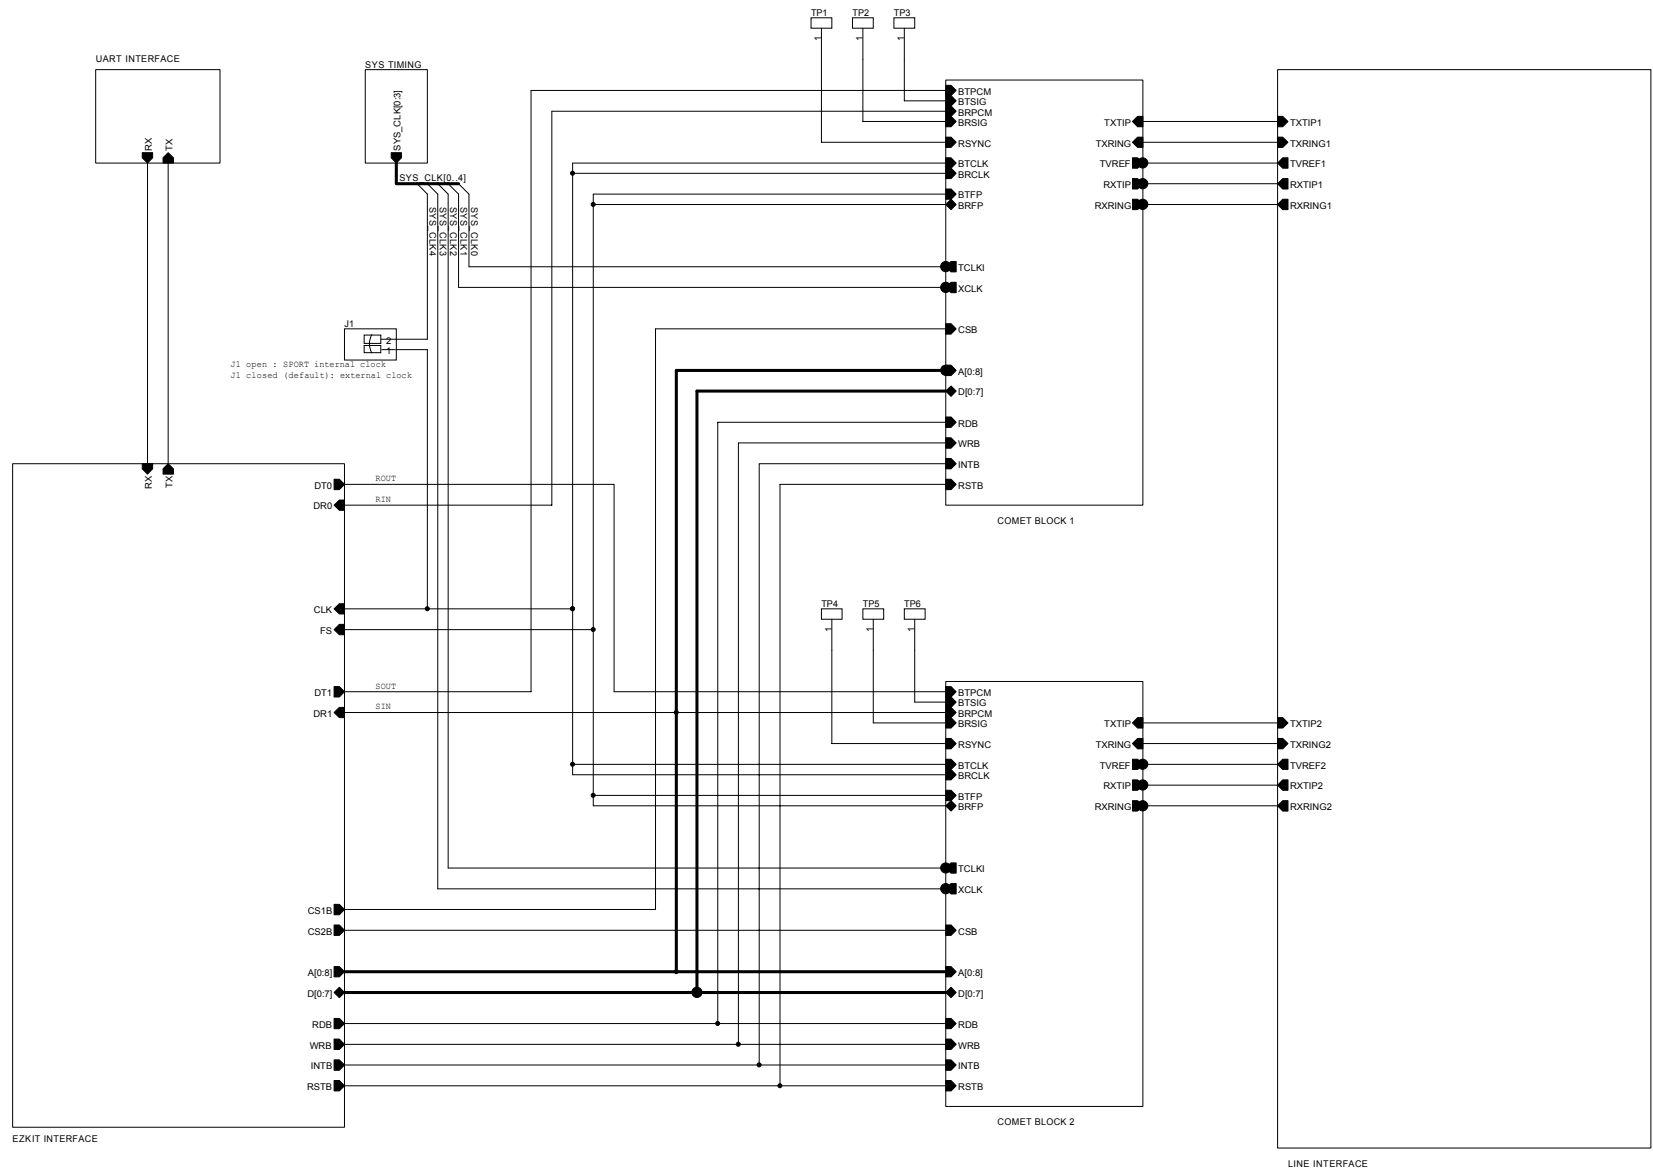 TP1 TP2 TP3
1 1 1
UART INTERFACE
RX TX
SYS TIMING
SYS_CLK[0:3]
SYS_CLK[0..4]
SYS_CLK4
SYS_CLK3
SYS_CLK2
SYS_CLK1
SYS_CLK0
J1
2
1
J1 open : SPORT internal clock
J1 closed (default): external clock
BTPCM
BTSIG
BRPCM
BRSIG
RSYNC
BTCLK
BRCLK
BTFP
BRFP
TCLKI
XCLK
CSB
A[0:8]
D[0:7]
RDB
WRB
INTB
RSTB
TXTIP
TXRING
TVREF
RXTIP
RXRING
COMET BLOCK 1
TXTIP1
TXRING1
TVREF1
RXTIP1
RXRING1
RX TX
DT0 ROUT
DR0 RIN
CLK
FS
DT1 SOUT
DR1 SIN
CS1B
CS2B
A[0:8]
D[0:7]
RDB
WRB
INTB
RSTB
EZKIT INTERFACE
TP4 TP5 TP6
1 1 1
BTPCM
BTSIG
BRPCM
BRSIG
RSYNC
BTCLK
BRCLK
BTFP
BRFP
TCLKI
XCLK
CSB
A[0:8]
D[0:7]
RDB
WRB
INTB
RSTB
TXTIP
TXRING
TVREF
RXTIP
RXRING
COMET BLOCK 2
TXTIP2
TXRING2
TVREF2
RXTIP2
RXRING2
LINE INTERFACE